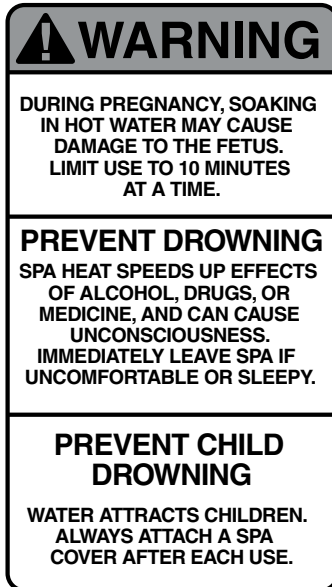 WARNING
DURING PREGNANCY, SOAKING
IN HOT WATER MAY CAUSE
DAMAGE TO THE FETUS.
LIMIT USE TO 10 MINUTES
AT A TIME.
PREVENT DROWNING
SPA HEAT SPEEDS UP EFFECTS
OF ALCOHOL, DRUGS, OR
MEDICINE, AND CAN CAUSE
UNCONSCIOUSNESS.
IMMEDIATELY LEAVE SPA IF
UNCOMFORTABLE OR SLEEPY.
PREVENT CHILD
DROWNING
WATER ATTRACTS CHILDREN.
ALWAYS ATTACH A SPA
COVER AFTER EACH USE.